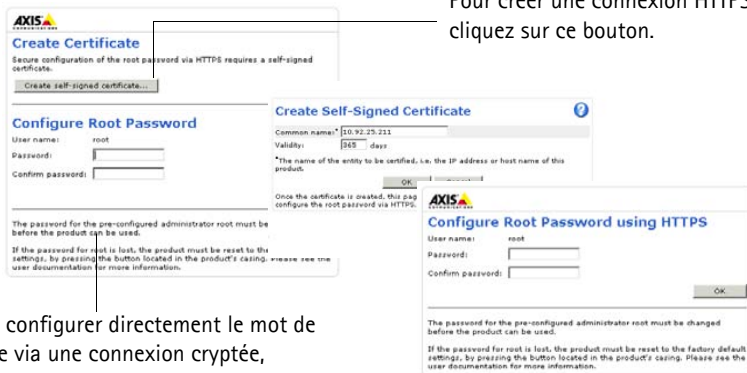 Pour créer une connexion HTTPS
cliquez sur ce bouton.
AXIS
COMMUNICATIONS
Create Certificate
Secure configuration of the root password via HTTPS requires a self-signed
certificate.
Create self-signed certificate...
Configure Root Password
User name: root
Password:
Confirm password:
The password for the pre-configured administrator root must be
before the product can be used.
If the password for root is lost, the product must be reset to the
settings, by pressing the button located in the product's casing. Please see the
user documentation for more information.
Create Self-Signed Certificate
?
Common name:* 10.92.25.211
Validity: 365 days
*The name of the entity to be certified, i.e. the IP address or host name of this
product.
OK
Once the certificate is created, this pag
configure the root password via HTTPS.
AXIS
COMMUNICATIONS
Configure Root Password using HTTPS
User name: root
Password:
Confirm password:
OK
The password for the pre-configured administrator root must be changed
before the product can be used.
If the password for root is lost, the product must be reset to the factory default
settings, by pressing the button located in the product's casing. Please see the
user documentation for more information.
configurer directement le mot de
e via une connexion cryptée,